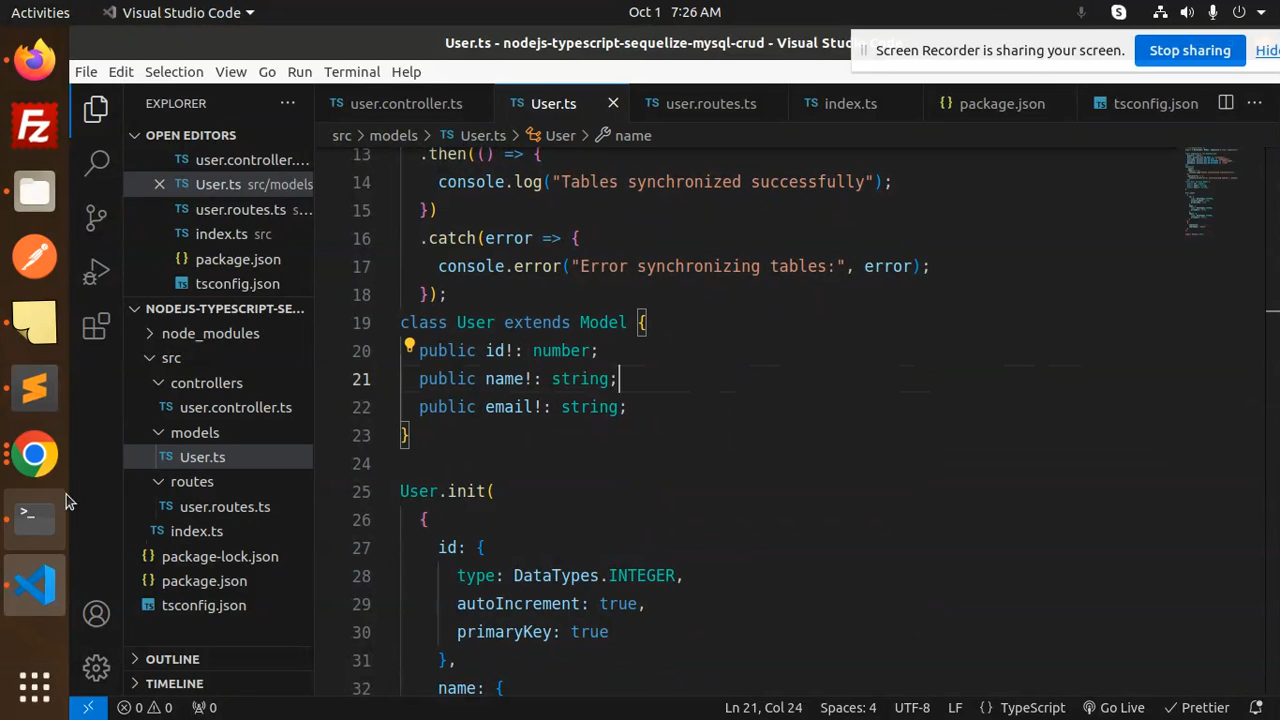 Activities
Visual Studio Code
Oct 1 7:26 AM
User.ts - nodejs-typescript-sequelize-mysql-crud - Visual Stu
Screen Recorder is sharing your screen.
Stop sharing
Hide
File Edit Selection View Go Run Terminal Help
EXPLORER
TS user.controller.ts
TS User.ts
TS user.routes.ts
TS index.ts
{} package.json
TS tsconfig.json
OPEN EDITORS
TS user.controller....
TS User.ts src/models
TS user.routes.ts s...
TS index.ts src
{} package.json
TS tsconfig.json
NODEJS-TYPESCRIPT-SE...
node_modules
src
controllers
TS user.controller.ts
models
TS User.ts
routes
TS user.routes.ts
TS index.ts
{} package-lock.json
{} package.json
TS tsconfig.json
OUTLINE
TIMELINE
src > models > TS User.ts > User > name
13 .then(() => {
14 console.log("Tables synchronized successfully");
15 })
16 .catch(error => {
17 console.error("Error synchronizing tables:", error);
18 });
19 class User extends Model {
20 public id!: number;
21 public name!: string;
22 public email!: string;
23 }
24
25 User.init(
26 {
27 id: {
28 type: DataTypes.INTEGER,
29 autoIncrement: true,
30 primaryKey: true
31 },
32 name: {
0 0 0
Ln 21, Col 24 Spaces: 4 UTF-8 LF {} TypeScript Go Live Prettier